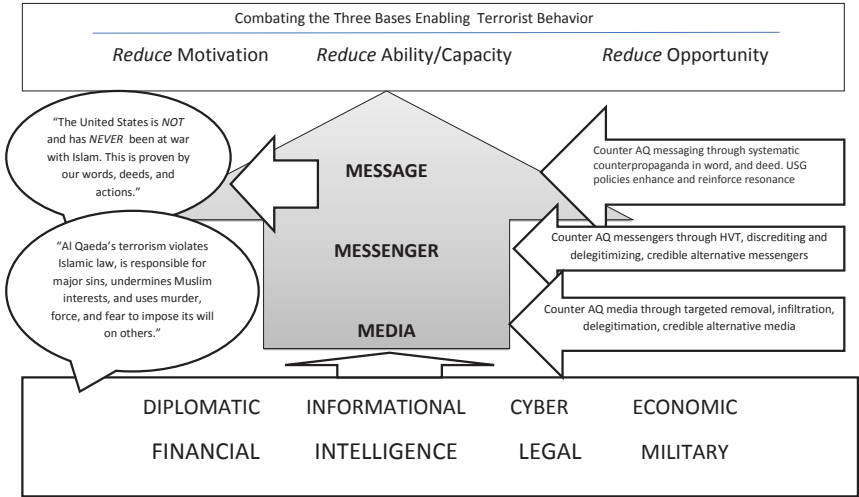 Combating the Three Bases Enabling Terrorist Behavior
Reduce Motivation Reduce Ability/Capacity Reduce Opportunity
“The United States is NOT
and has NEVER been at war
with Islam. This is proven by
our words, deeds, and
actions.”
MESSAGE
Counter AQ messaging through systematic
counterpropaganda in word, and deed. USG
policies enhance and reinforce resonance
“Al Qaeda’s terrorism violates
Islamic law, is responsible for
major sins, undermines Muslim
interests, and uses murder,
force, and fear to impose its will
on others.”
MESSENGER
Counter AQ messengers through HVT, discrediting and
delegitimizing, credible alternative messengers
MEDIA
Counter AQ media through targeted removal, infiltration,
delegitimation, credible alternative media
DIPLOMATIC INFORMATIONAL CYBER ECONOMIC
FINANCIAL INTELLIGENCE LEGAL MILITARY